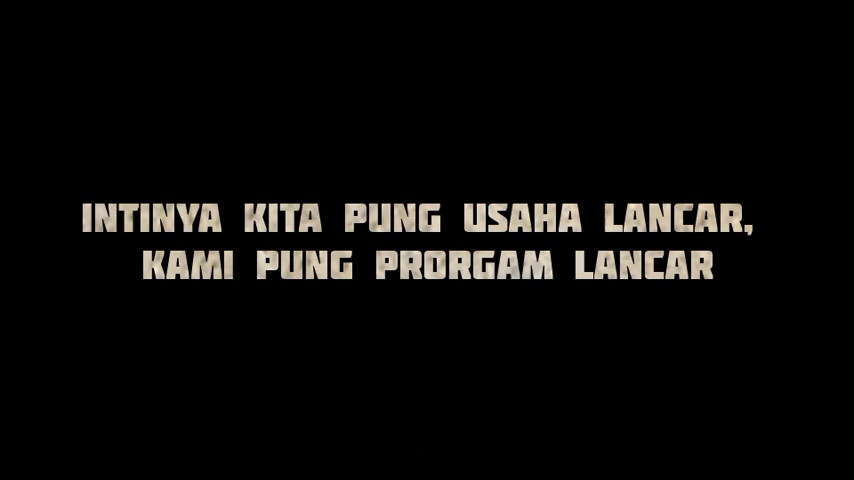 INTINYA KITA PUNG USAHA LANCAR,
KAMI PUNG PRORGAM LANCAR